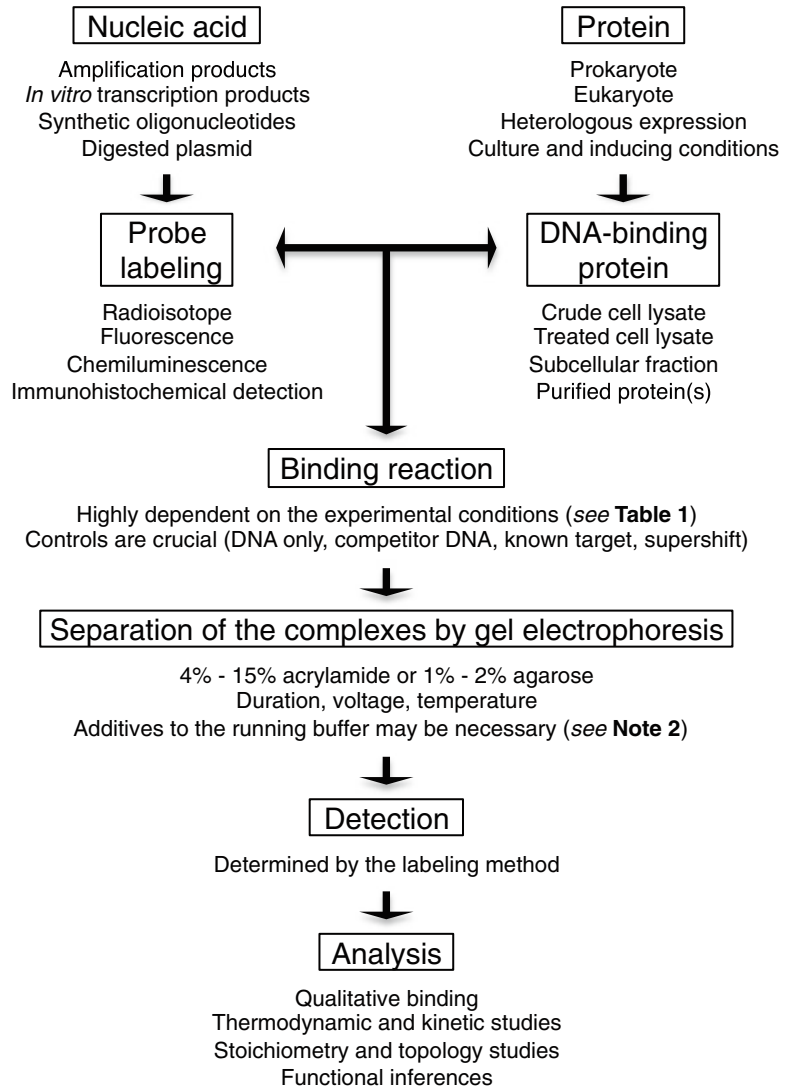 Nucleic acid
Amplification products
In vitro transcription products
Synthetic oligonucleotides
Digested plasmid
Protein
Prokaryote
Eukaryote
Heterologous expression
Culture and inducing conditions
Probe
labeling
Radioisotope
Fluorescence
Chemiluminescence
Immunohistochemical detection
DNA-binding
protein
Crude cell lysate
Treated cell lysate
Subcellular fraction
Purified protein(s)
Binding reaction
Highly dependent on the experimental conditions (see Table 1)
Controls are crucial (DNA only, competitor DNA, known target, supershift)
Separation of the complexes by gel electrophoresis
4% - 15% acrylamide or 1% - 2% agarose
Duration, voltage, temperature
Additives to the running buffer may be necessary (see Note 2)
Detection
Determined by the labeling method
Analysis
Qualitative binding
Thermodynamic and kinetic studies
Stoichiometry and topology studies
Functional inferences